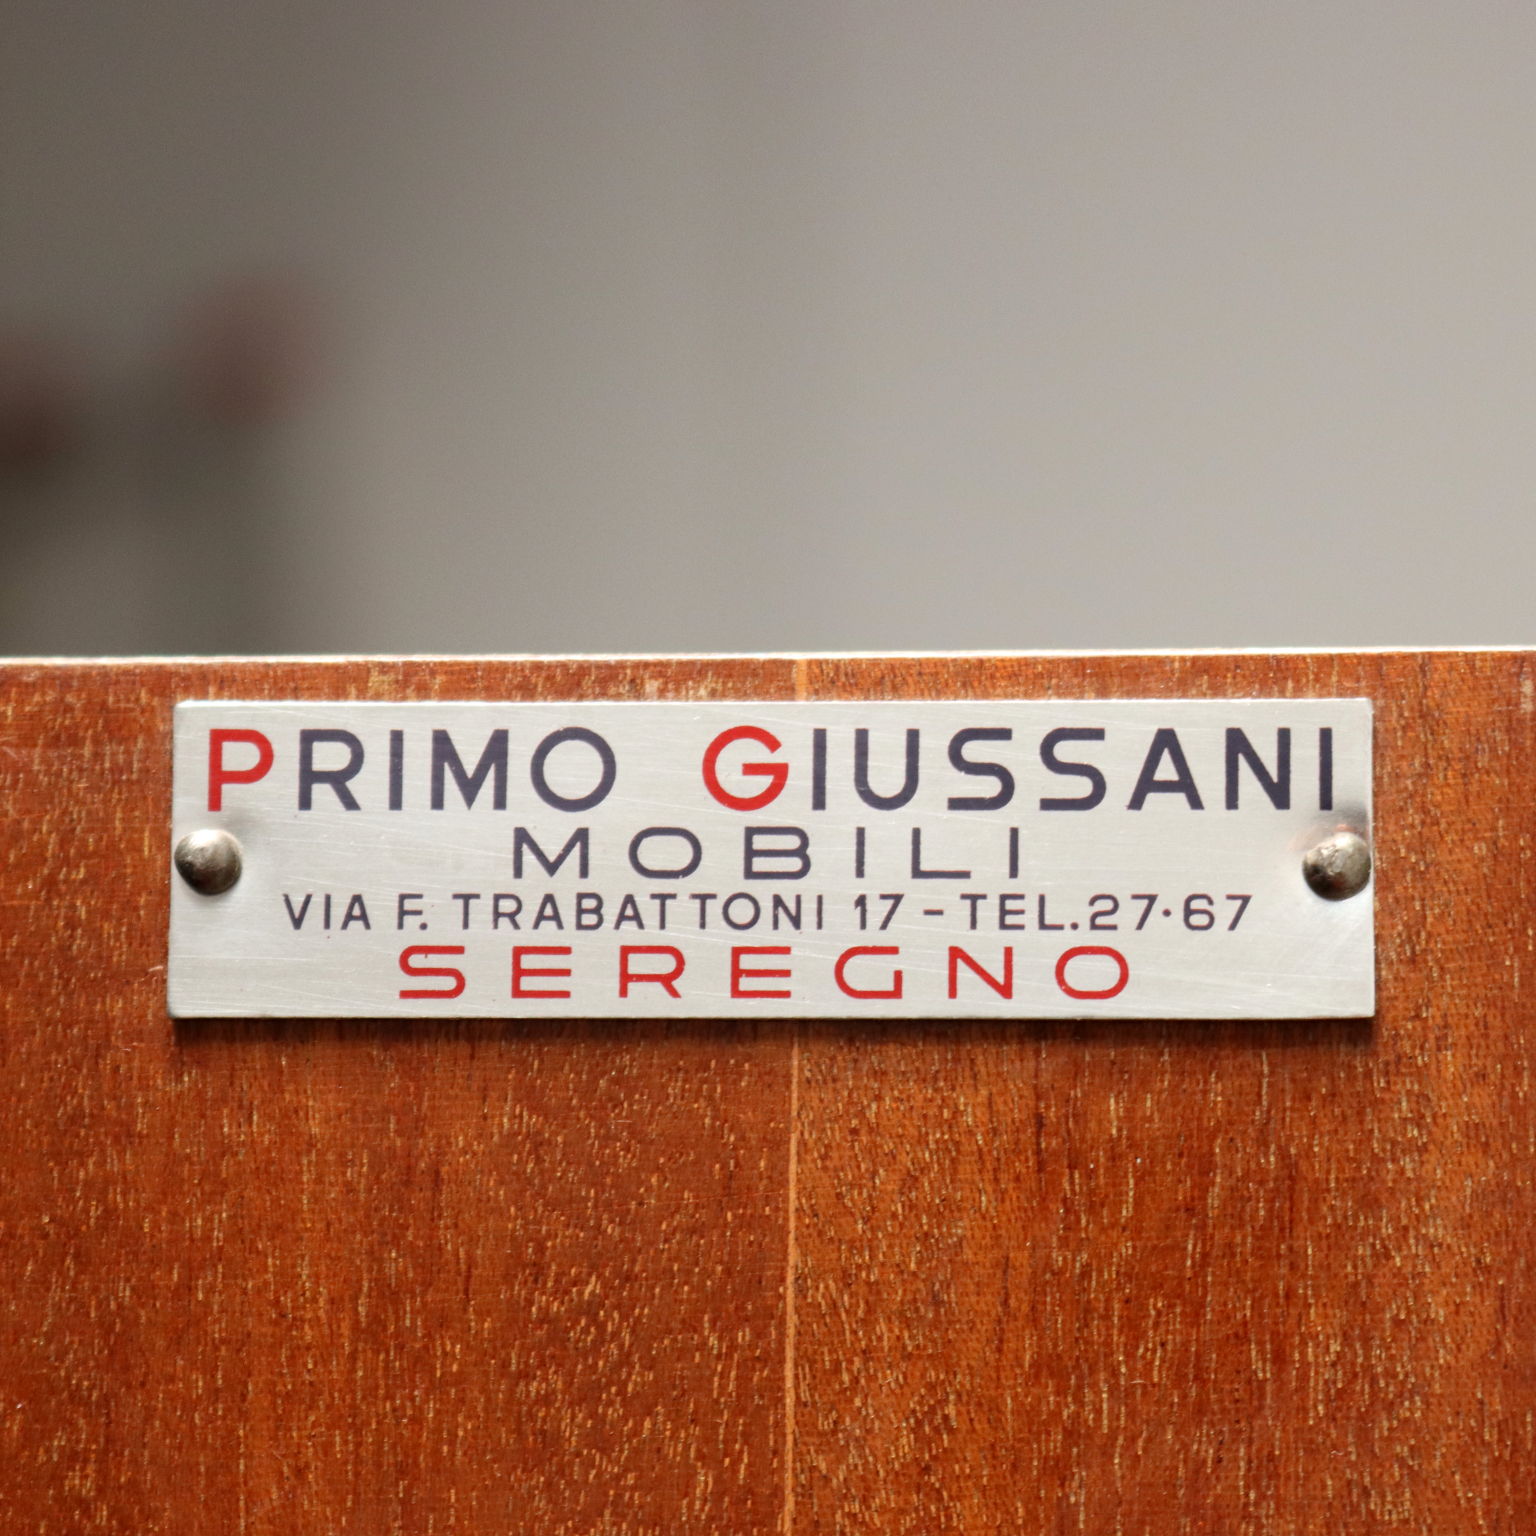 PRIMO GIUSSANI
MOBILI
VIA F. TRABATTONI 17 - TEL. 27·67
SEREGNO